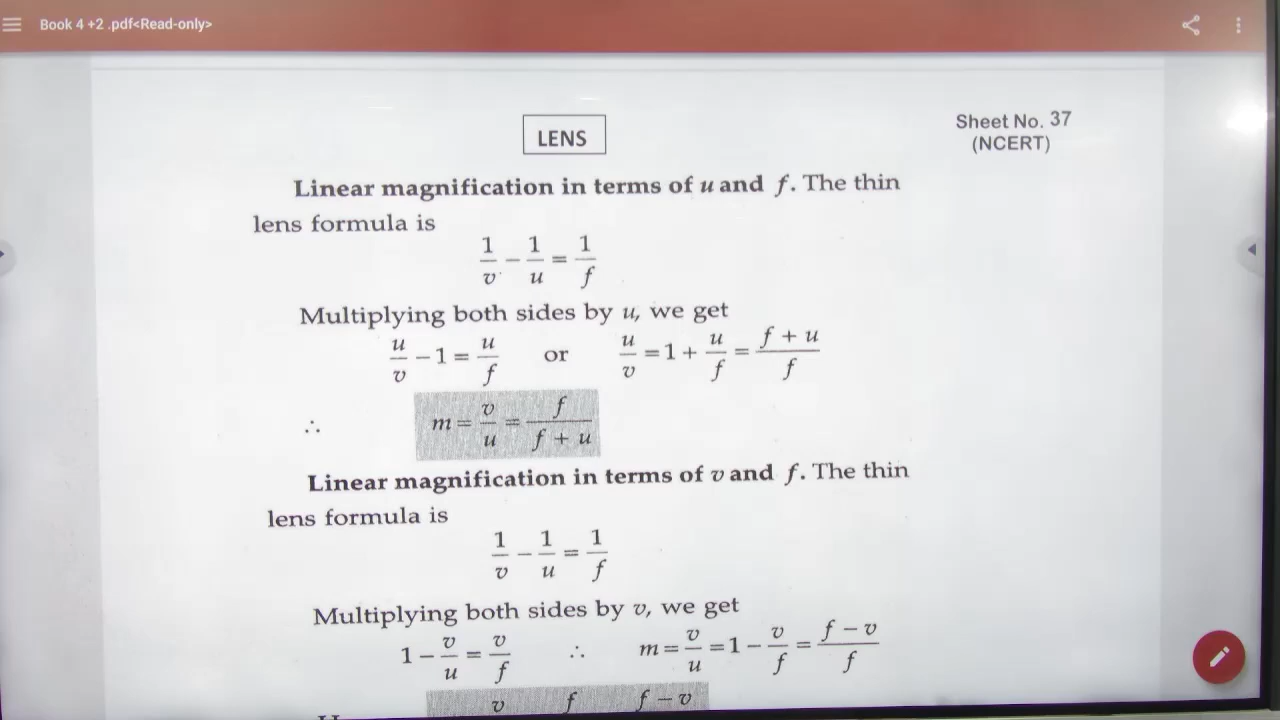 Book 4 +2 .pdf<Read-only>
Sheet No. 37
(NCERT)
LENS
Linear magnification in terms of u and f. The thin
lens formula is
1/v - 1/u = 1/f
Multiplying both sides by u, we get
u/v - 1 = u/f or u/v = 1 + u/f = (f + u)/f
∴ m = v/u = f/(f + u)
Linear magnification in terms of v and f. The thin
lens formula is
1/v - 1/u = 1/f
Multiplying both sides by v, we get
1 - v/u = v/f ∴ m = v/u = 1 - v/f = (f - v)/f
v f f - v